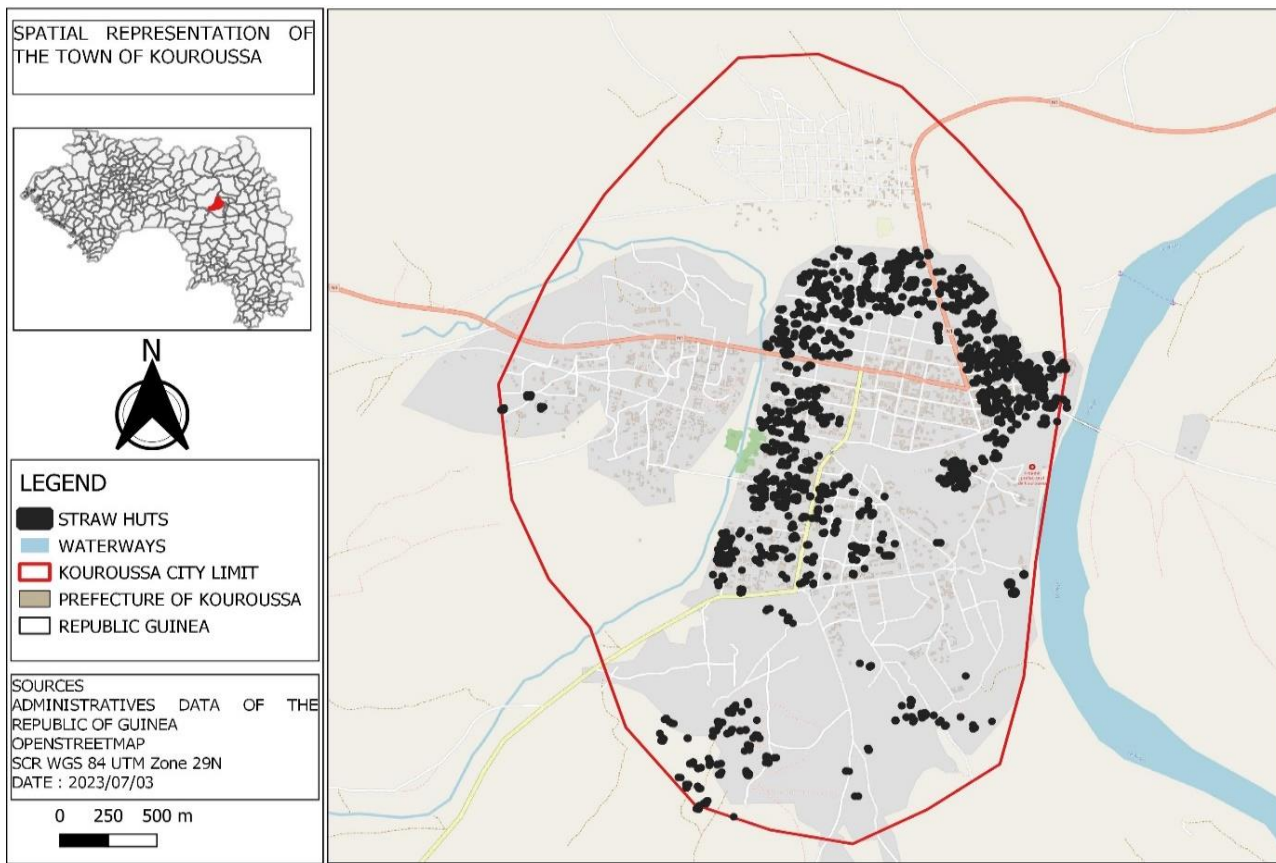 SPATIAL REPRESENTATION OF
THE TOWN OF KOUROUSSA
N
LEGEND
STRAW HUTS
WATERWAYS
KOUROUSSA CITY LIMIT
PREFECTURE OF KOUROUSSA
REPUBLIC GUINEA
SOURCES
ADMINISTRATIVES DATA OF THE
REPUBLIC OF GUINEA
OPENSTREETMAP
SCR WGS 84 UTM Zone 29N
DATE : 2023/07/03
0 250 500 m